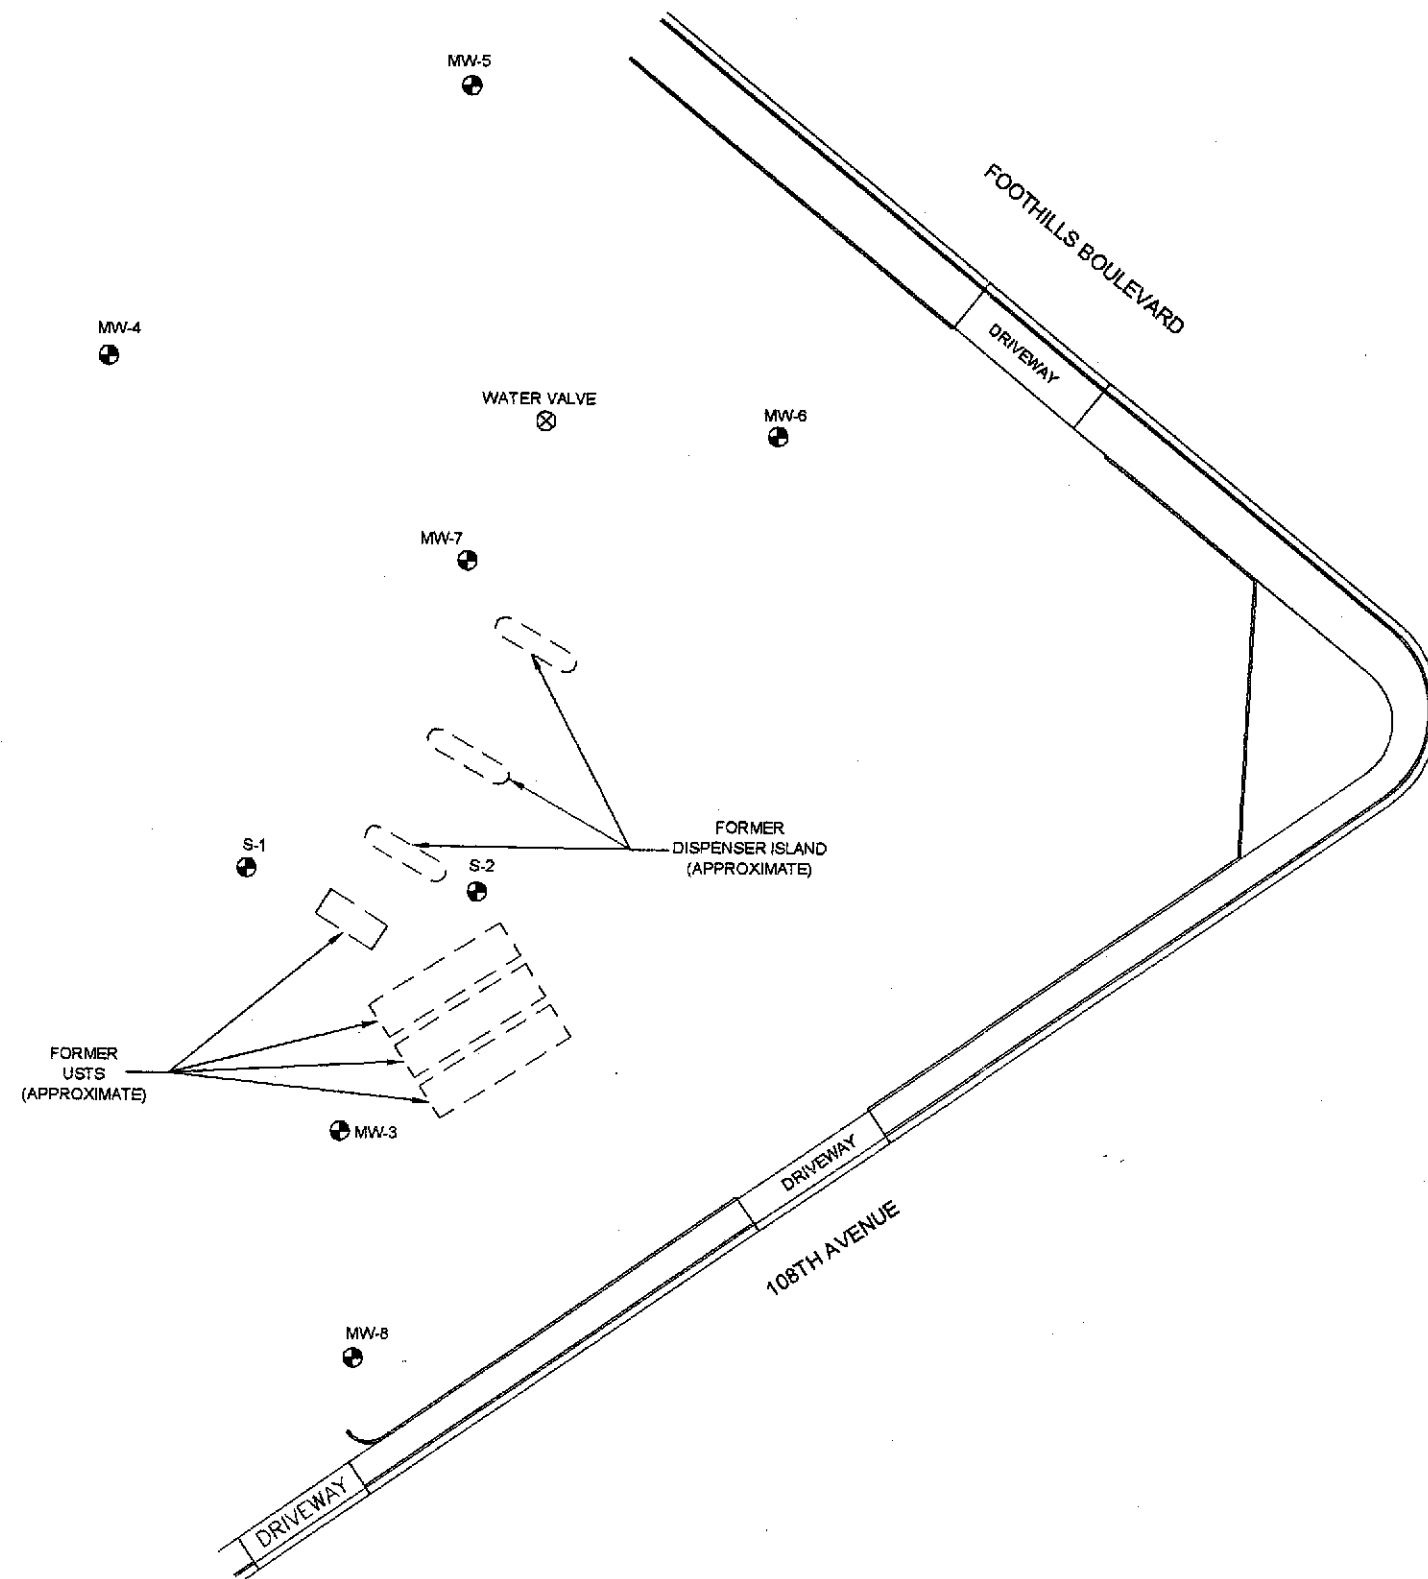 MW-5
FOOTHILLS BOULEVARD
MW-4
DRIVEWAY
WATER VALVE
MW-6
MW-7
FORMER
DISPENSER ISLAND
(APPROXIMATE)
S-1
S-2
FORMER
USTS
(APPROXIMATE)
MW-3
DRIVEWAY
108TH AVENUE
MW-8
DRIVEWAY